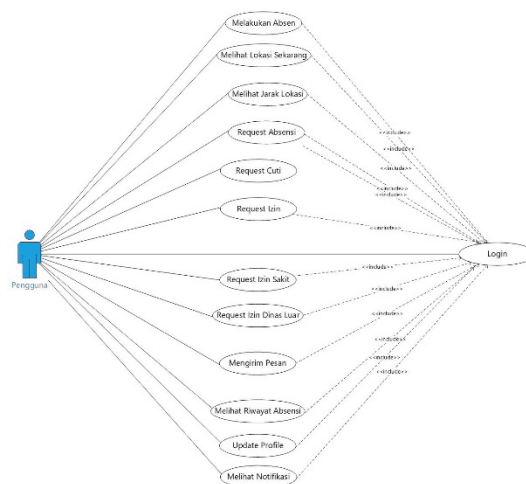 Melakukan Absen
Melihat Lokasi Sekarang
Melihat Jarak Lokasi
Request Absensi
<<include>>
<<include>>
<<include>>
Request Cuti
<<include>>
<<include>>
Request Izin
<<include>>
Pengguna
Login
Request Izin Sakit
<<include>>
Request Izin Dinas Luar
<<include>>
Mengirim Pesan
<<include>>
<<include>>
<<include>>
Melihat Riwayat Absensi
Update Profile
Melihat Notifikasi